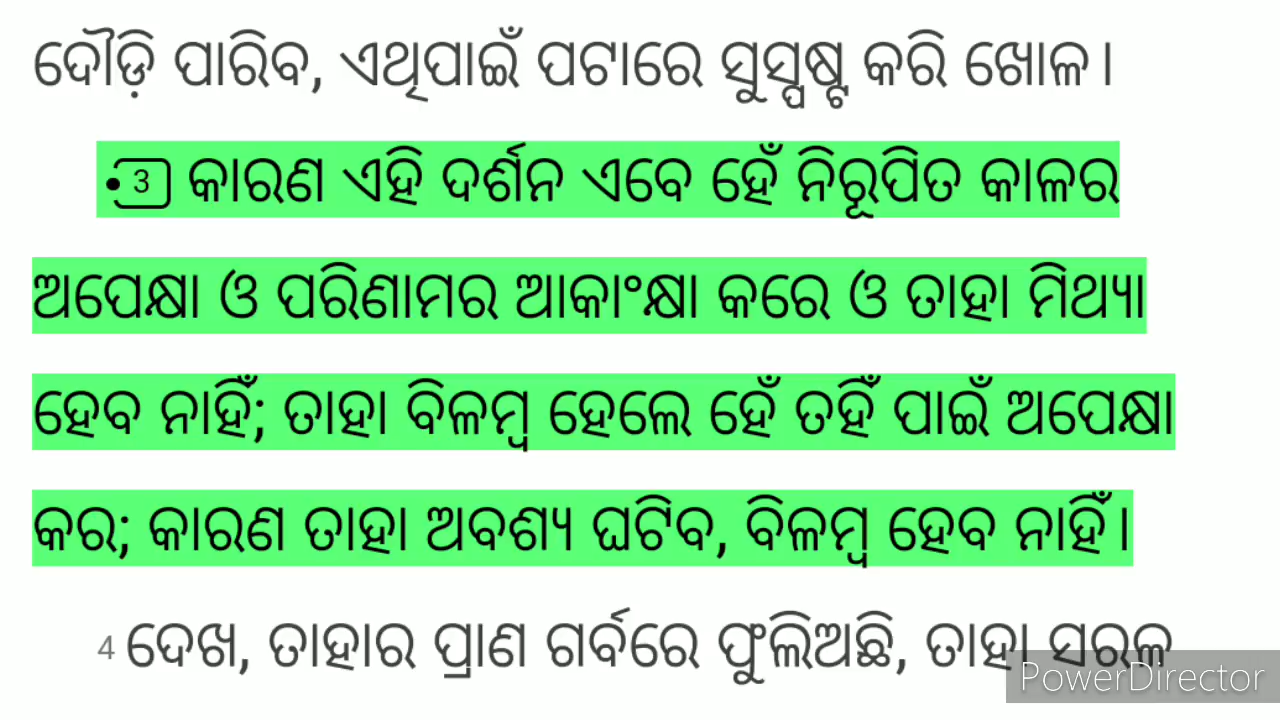 ଦୌଡ଼ି ପାରିବ, ଏଥିପାଇଁ ପଟାରେ ସୁସ୍ପଷ୍ଟ କରି ଖୋଳ।
• 3 କାରଣ ଏହି ଦର୍ଶନ ଏବେ ହେଁ ନିରୂପିତ କାଳର
ଅପେକ୍ଷା ଓ ପରିଣାମର ଆକାଂକ୍ଷା କରେ ଓ ତାହା ମିଥ୍ୟା
ହେବ ନାହିଁ; ତାହା ବିଳମ୍ବ ହେଲେ ହେଁ ତହିଁ ପାଇଁ ଅପେକ୍ଷା
କର; କାରଣ ତାହା ଅବଶ୍ୟ ଘଟିବ, ବିଳମ୍ବ ହେବ ନାହିଁ।
4 ଦେଖ, ତାହାର ପ୍ରାଣ ଗର୍ବରେ ଫୁଲିଅଛି, ତାହା ସରଳ
PowerDirector